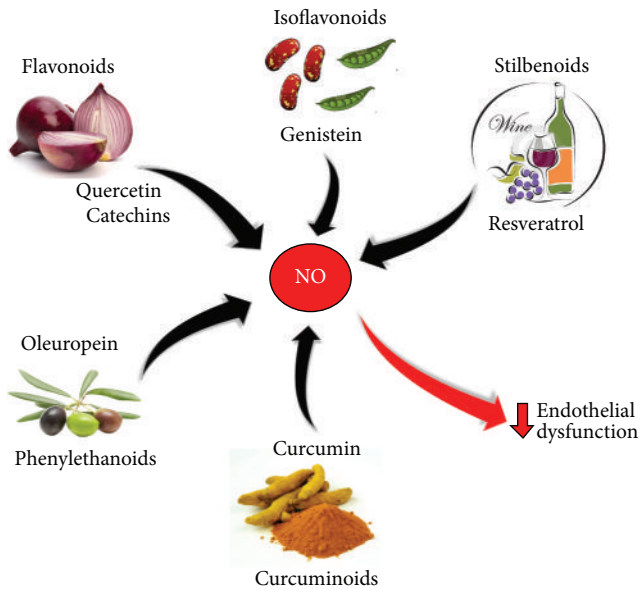 Isoflavonoids
Genistein
Flavonoids
Quercetin
Catechins
Stilbenoids
Wine
Resveratrol
NO
Oleuropein
Phenylethanoids
Curcumin
Curcuminoids
Endothelial
dysfunction